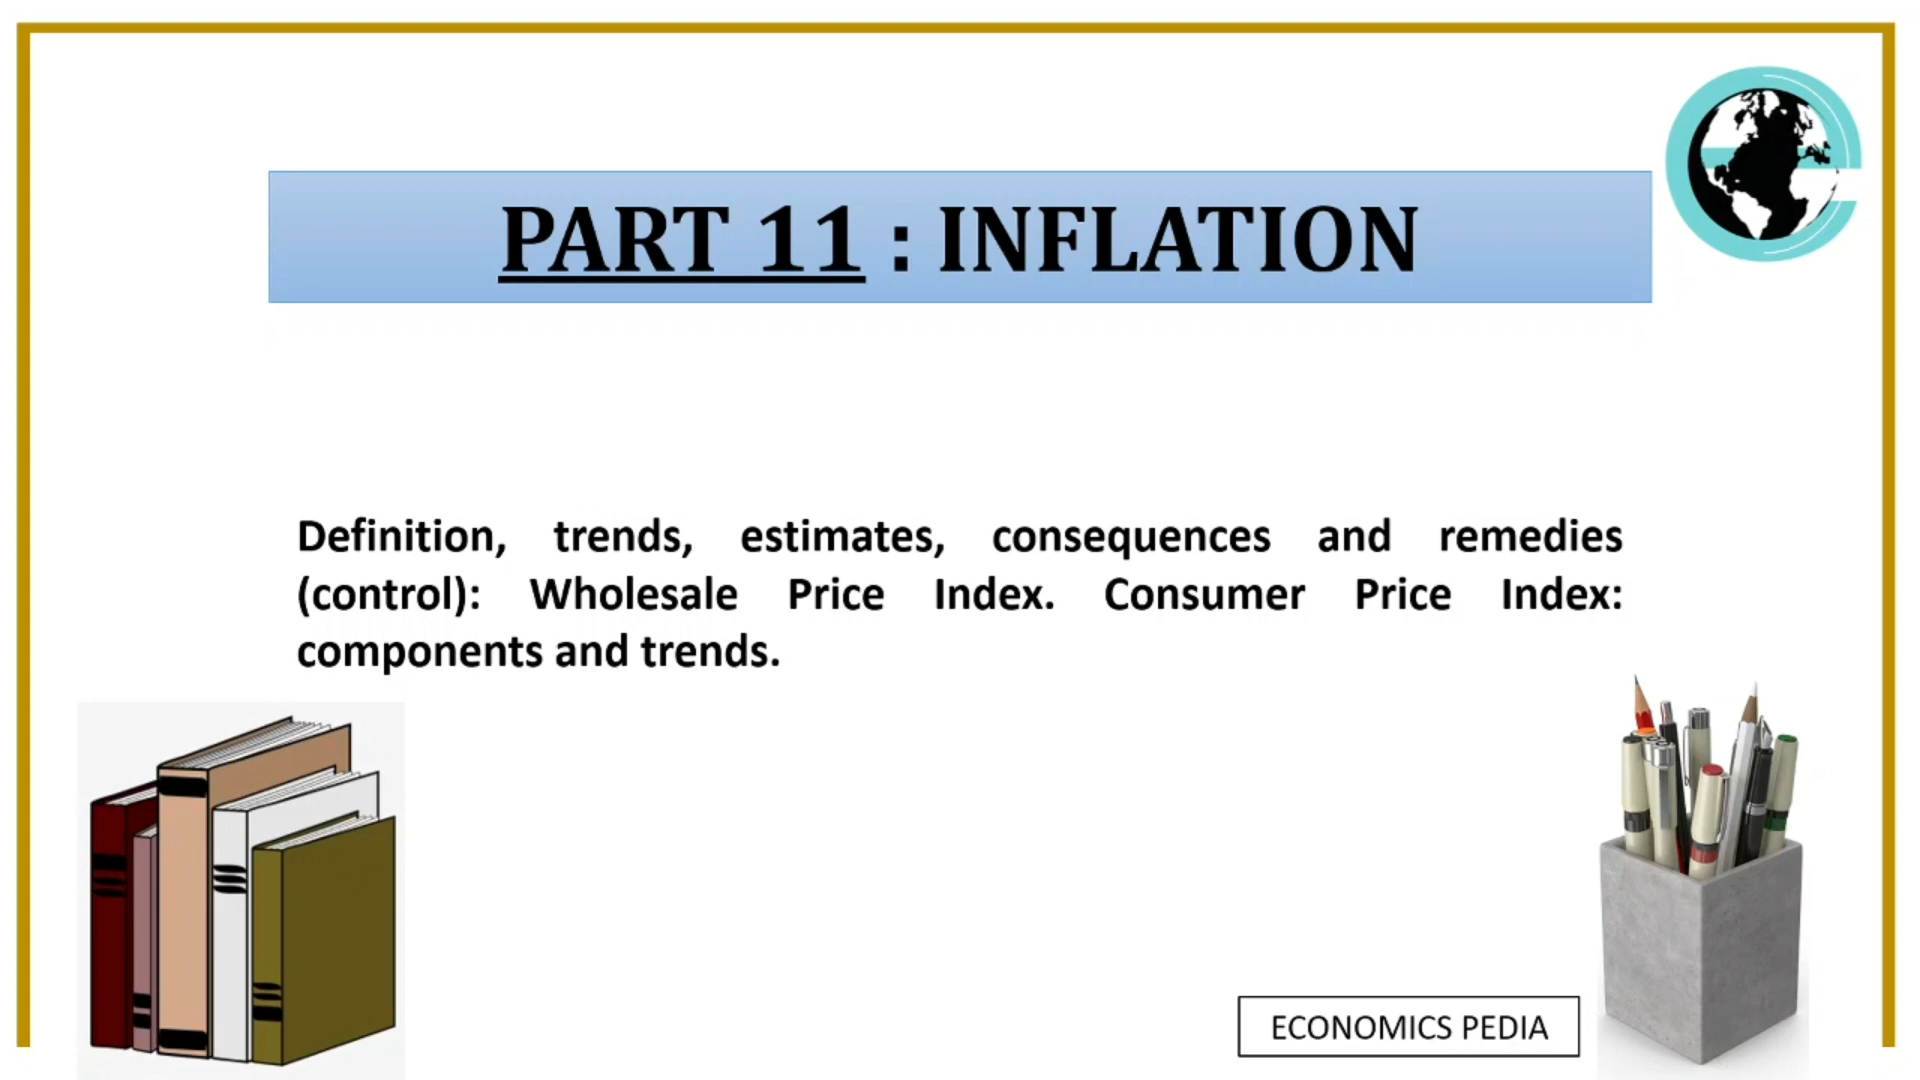 PART 11 : INFLATION
Definition, trends, estimates, consequences and remedies
(control): Wholesale Price Index. Consumer Price Index:
components and trends.
ECONOMICS PEDIA